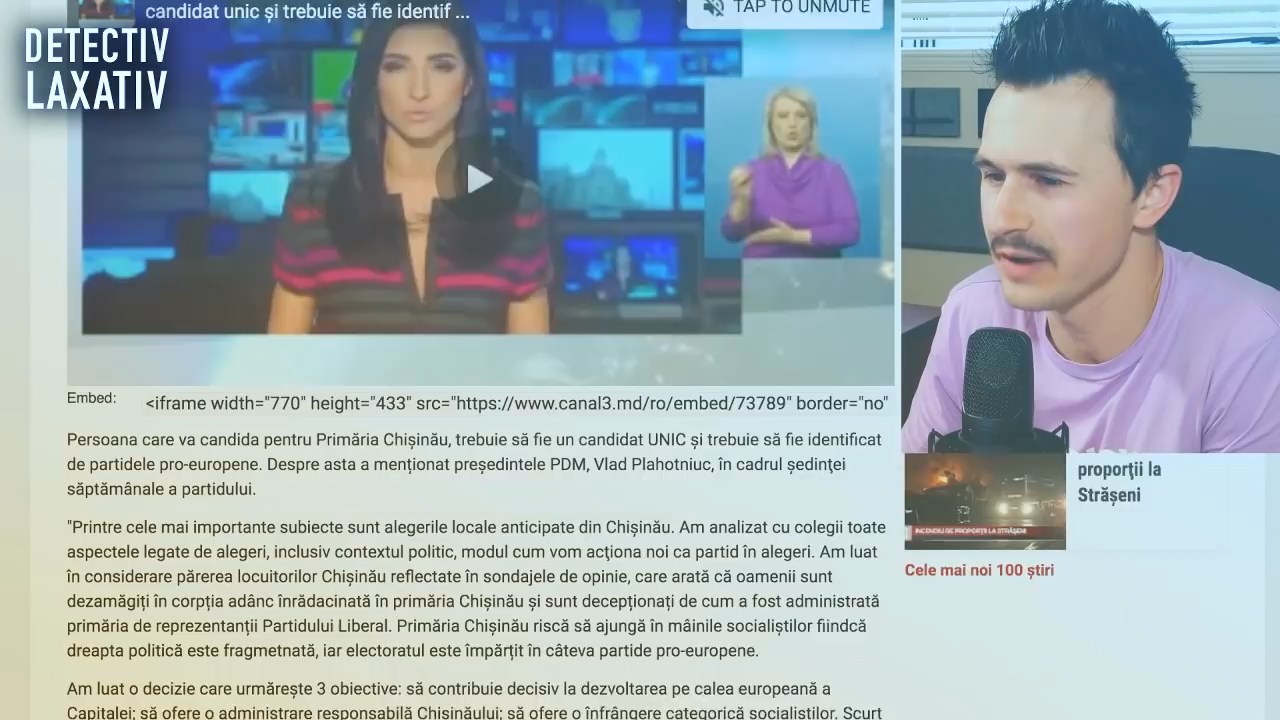 candidat unic și trebuie să fie identif ...
TAP TO UNMUTE
DETECTIV
LAXATIV
Embed: <iframe width="770" height="433" src="https://www.canal3.md/ro/embed/73789" border="no"
Persoana care va candida pentru Primăria Chișinău, trebuie să fie un candidat UNIC și trebuie să fie identificat
de partidele pro-europene. Despre asta a menționat președintele PDM, Vlad Plahotniuc, în cadrul ședinței
săptămânale a partidului.
"Printre cele mai importante subiecte sunt alegerile locale anticipate din Chișinău. Am analizat cu colegii toate
aspectele legate de alegeri, inclusiv contextul politic, modul cum vom acționa noi ca partid în alegeri. Am luat
în considerare părerea locuitorilor Chișinău reflectate în sondajele de opinie, care arată că oamenii sunt
dezamăgiți în corpția adânc înrădacinată în primăria Chișinău și sunt decepționați de cum a fost administrată
primăria de reprezentanții Partidului Liberal. Primăria Chișinău riscă să ajungă în mâinile socialiștilor fiindcă
dreapta politică este fragmetnată, iar electoratul este împărțit în câteva partide pro-europene.
Am luat o decizie care urmărește 3 obiective: să contribuie decisiv la dezvoltarea pe calea europeană a
Capitalei; să ofere o administrare responsabilă Chișinăului; să ofere o înfrângere categorică socialiștilor. Scurt
proporții la
Strășeni
INCENDIU DE PROPORȚII LA STRĂȘENI
Cele mai noi 100 știri